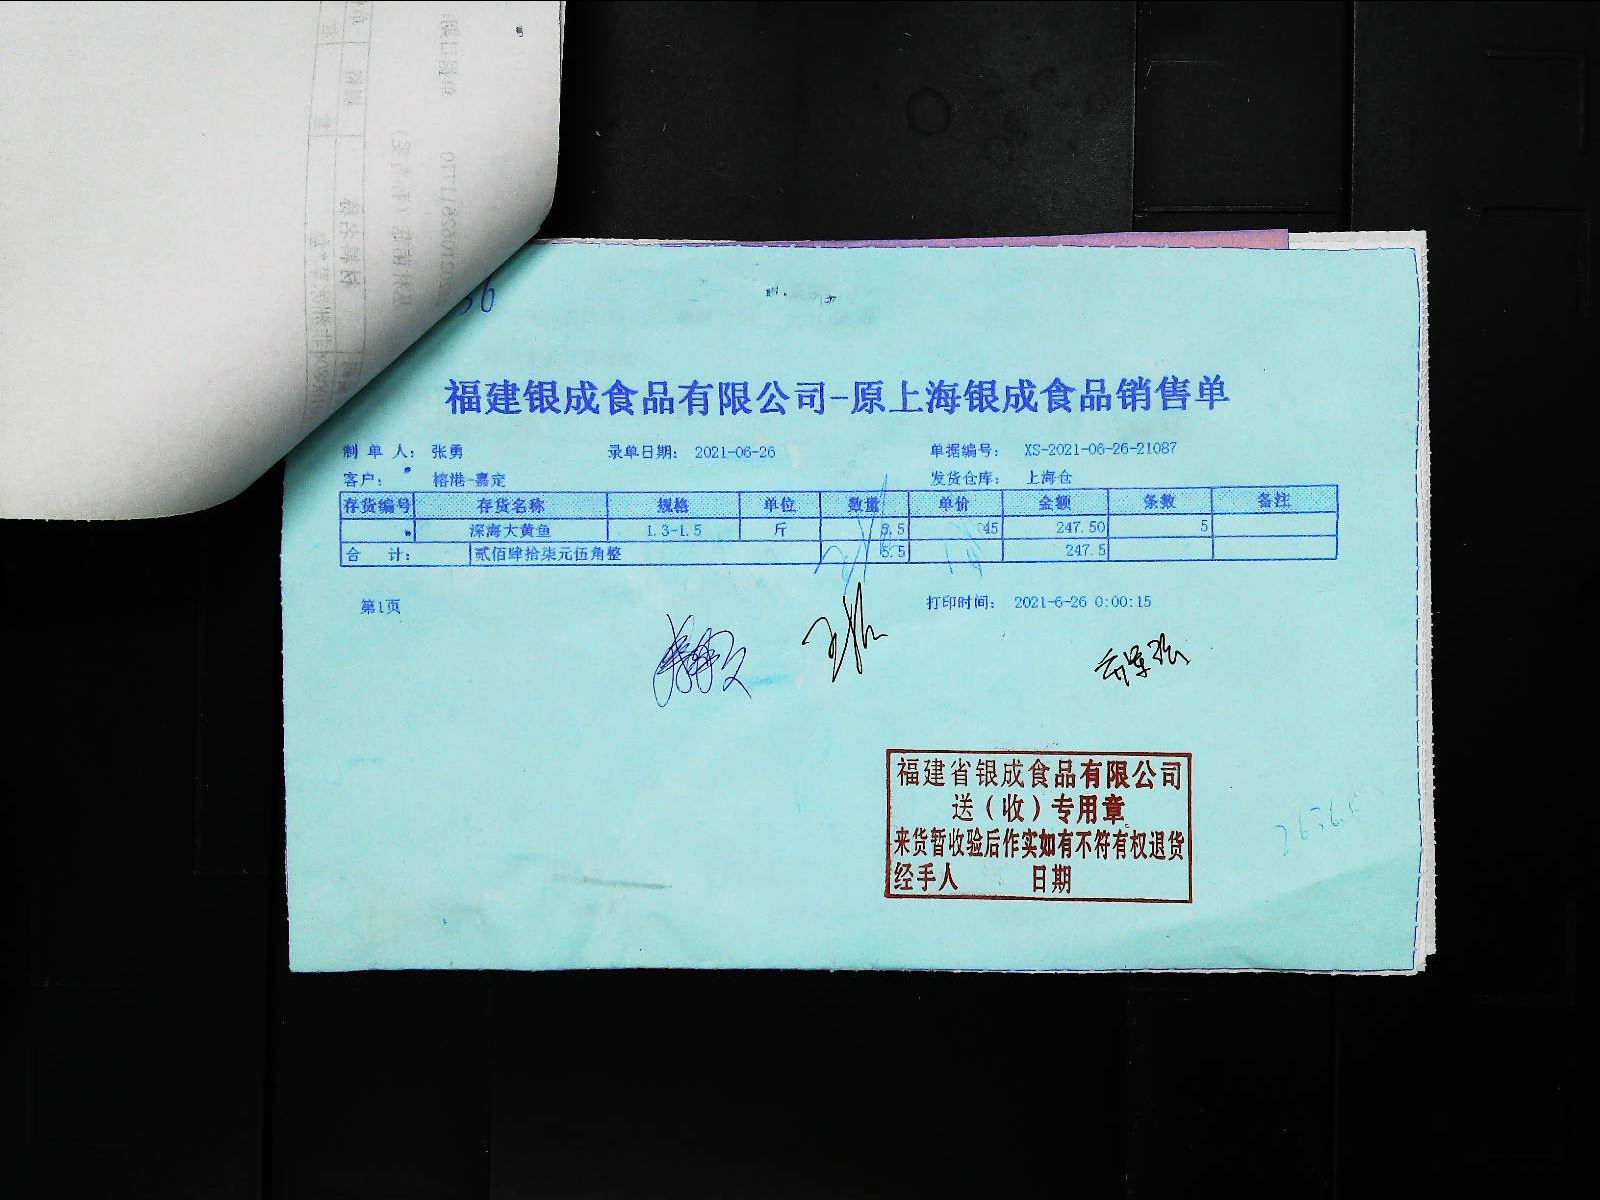 36
福建银成食品有限公司-原上海银成食品销售单
制 单 人： 张勇 录单日期： 2021-06-26 单据编号： XS-2021-06-26-21087
客户： 榕港-嘉定 发货仓库： 上海仓
存货编号 存货名称 规格 单位 数量 单价 金额 条数 备注
深海大黄鱼 1.3-1.5 斤 5.5 45 247.50 5
合 计： 贰佰肆拾柒元伍角整 5.5 247.5
第1页 打印时间： 2021-6-26 0:00:15
福建省银成食品有限公司
送（收）专用章
来货暂收验后作实如有不符有权退货
经手人 日期